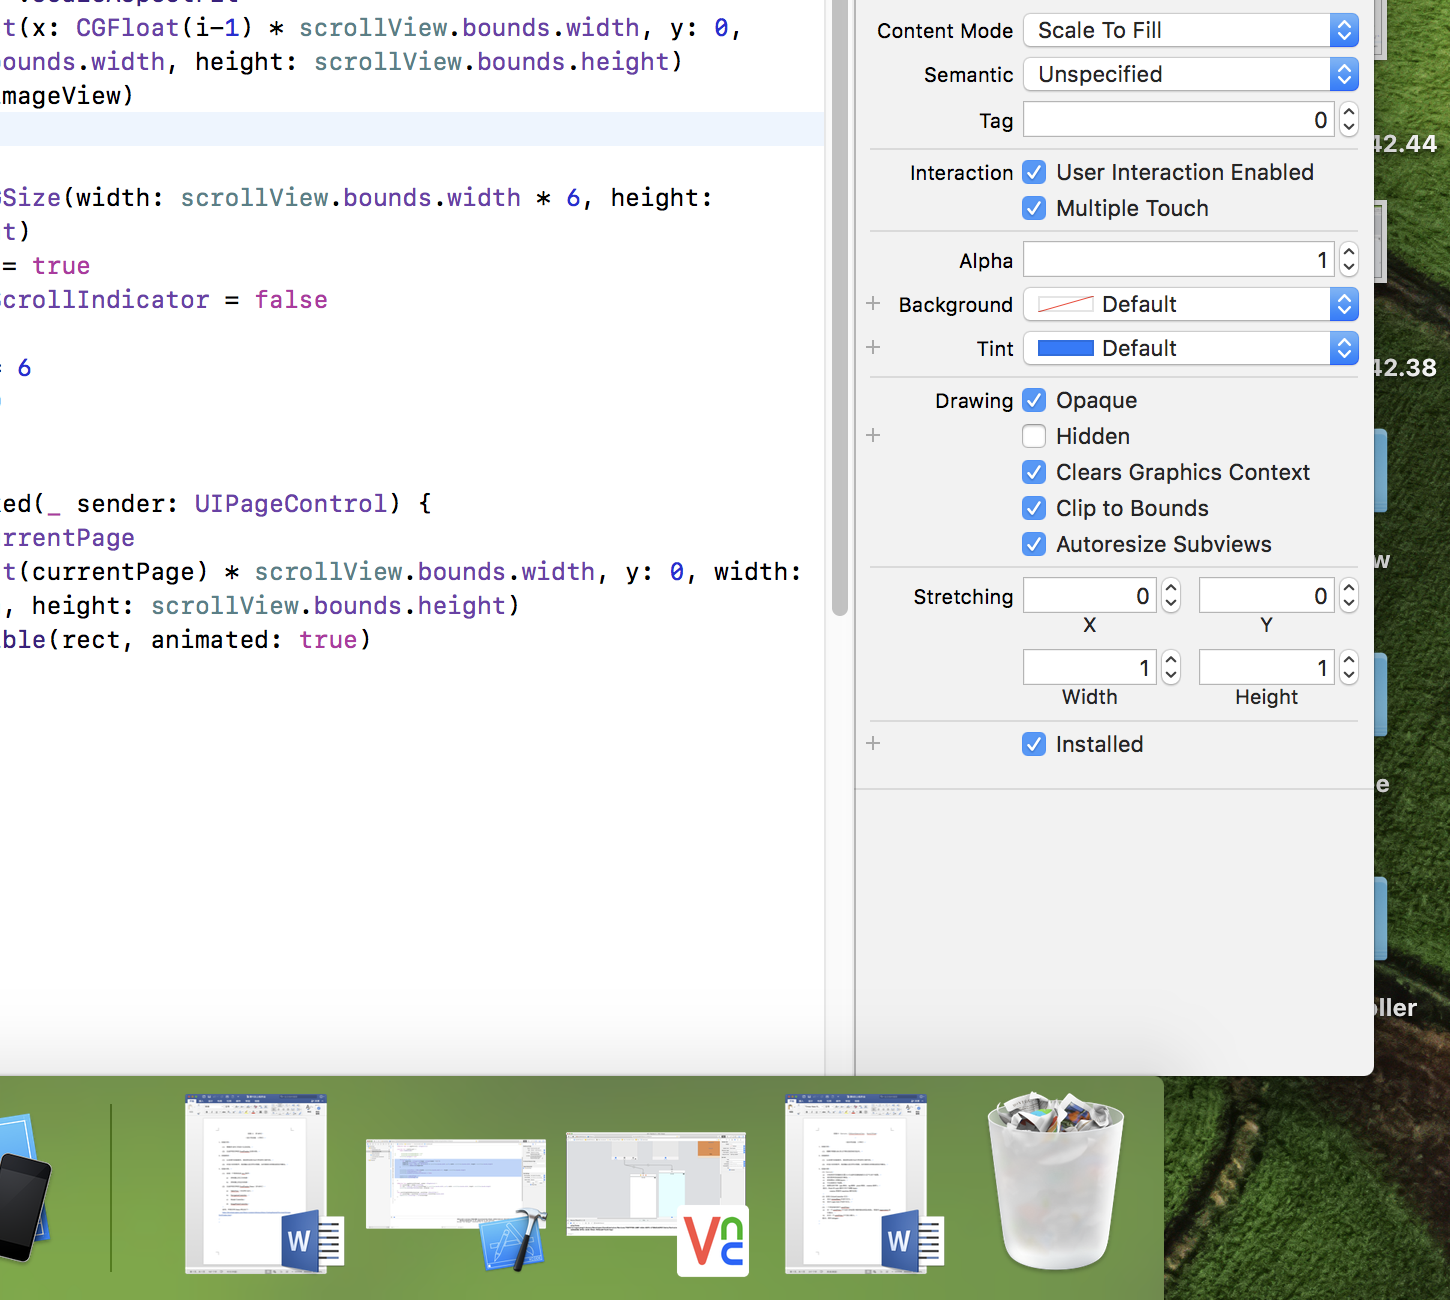 t(x: CGFloat(i-1) * scrollView.bounds.width, y: 0,
ounds.width, height: scrollView.bounds.height)
mageView)
Size(width: scrollView.bounds.width * 6, height:
t)
= true
crollIndicator = false
6
ed(_ sender: UIPageControl) {
rrentPage
t(currentPage) * scrollView.bounds.width, y: 0, width:
, height: scrollView.bounds.height)
ble(rect, animated: true)
Content Mode Scale To Fill
Semantic Unspecified
Tag 0
Interaction User Interaction Enabled
Multiple Touch
Alpha 1
Background Default
Tint Default
Drawing Opaque
Hidden
Clears Graphics Context
Clip to Bounds
Autoresize Subviews
Stretching 0 0
X Y
1 1
Width Height
Installed
42.44
42.38
w
e
ller
W
Vnc
W